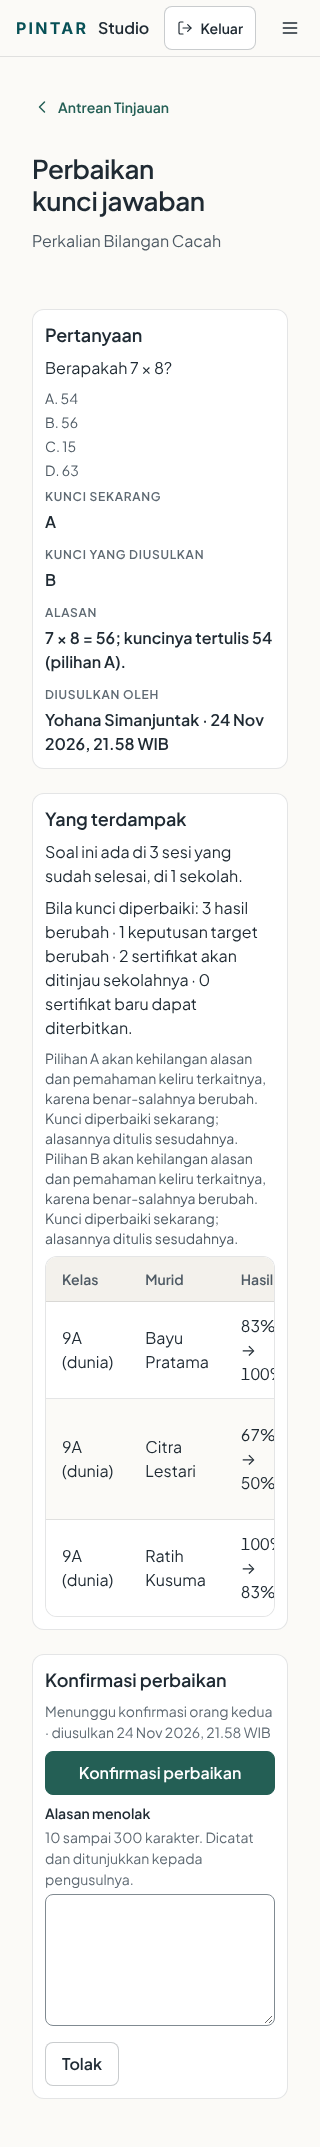 PINTAR Studio Keluar
Antrean Tinjauan
Perbaikan
kunci jawaban
Perkalian Bilangan Cacah
Pertanyaan
Berapakah 7 × 8?
A. 54
B. 56
C. 15
D. 63
KUNCI SEKARANG
A
KUNCI YANG DIUSULKAN
B
ALASAN
7 × 8 = 56; kuncinya tertulis 54
(pilihan A).
DIUSULKAN OLEH
Yohana Simanjuntak · 24 Nov
2026, 21.58 WIB
Yang terdampak
Soal ini ada di 3 sesi yang
sudah selesai, di 1 sekolah.
Bila kunci diperbaiki: 3 hasil
berubah · 1 keputusan target
berubah · 2 sertifikat akan
ditinjau sekolahnya · 0
sertifikat baru dapat
diterbitkan.
Pilihan A akan kehilangan alasan
dan pemahaman keliru terkaitnya,
karena benar-salahnya berubah.
Kunci diperbaiki sekarang;
alasannya ditulis sesudahnya.
Pilihan B akan kehilangan alasan
dan pemahaman keliru terkaitnya,
karena benar-salahnya berubah.
Kunci diperbaiki sekarang;
alasannya ditulis sesudahnya.
Kelas Murid Hasil
9A (dunia) Bayu Pratama 83% → 100%
9A (dunia) Citra Lestari 67% → 50%
9A (dunia) Ratih Kusuma 100% → 83%
Konfirmasi perbaikan
Menunggu konfirmasi orang kedua
· diusulkan 24 Nov 2026, 21.58 WIB
Konfirmasi perbaikan
Alasan menolak
10 sampai 300 karakter. Dicatat
dan ditunjukkan kepada
pengusulnya.
Tolak